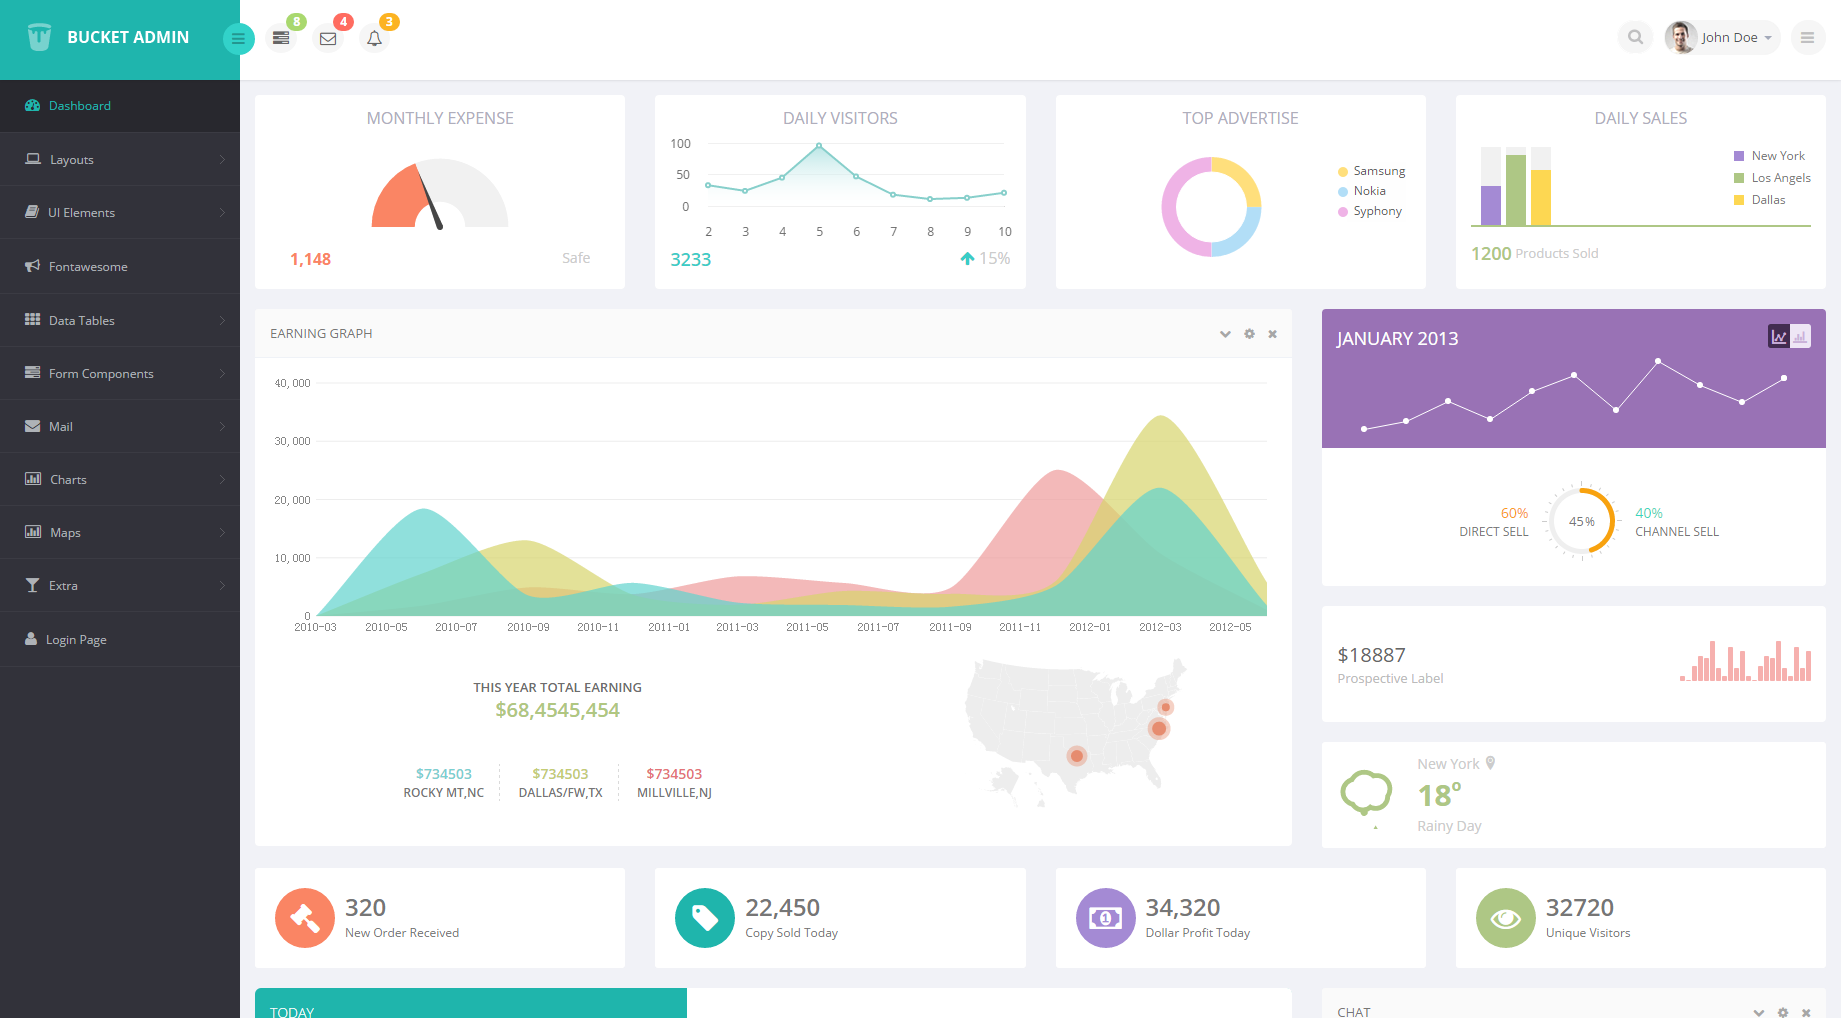 BUCKET ADMIN
8
4
3
John Doe
Dashboard
Layouts
UI Elements
Fontawesome
Data Tables
Form Components
Mail
Charts
Maps
Extra
Login Page
MONTHLY EXPENSE
1,148
Safe
DAILY VISITORS
100
50
0
2 3 4 5 6 7 8 9 10
3233
15%
TOP ADVERTISE
Samsung
Nokia
Syphony
DAILY SALES
New York
Los Angels
Dallas
1200 Products Sold
EARNING GRAPH
40,000
30,000
20,000
10,000
0
2010-03 2010-05 2010-07 2010-09 2010-11 2011-01 2011-03 2011-05 2011-07 2011-09 2011-11 2012-01 2012-03 2012-05
THIS YEAR TOTAL EARNING
$68,4545,454
$734503
ROCKY MT,NC
$734503
DALLAS/FW,TX
$734503
MILLVILLE,NJ
JANUARY 2013
60%
DIRECT SELL
45%
40%
CHANNEL SELL
$18887
Prospective Label
New York
18°
Rainy Day
320
New Order Received
22,450
Copy Sold Today
1
34,320
Dollar Profit Today
32720
Unique Visitors
TODAY
CHAT